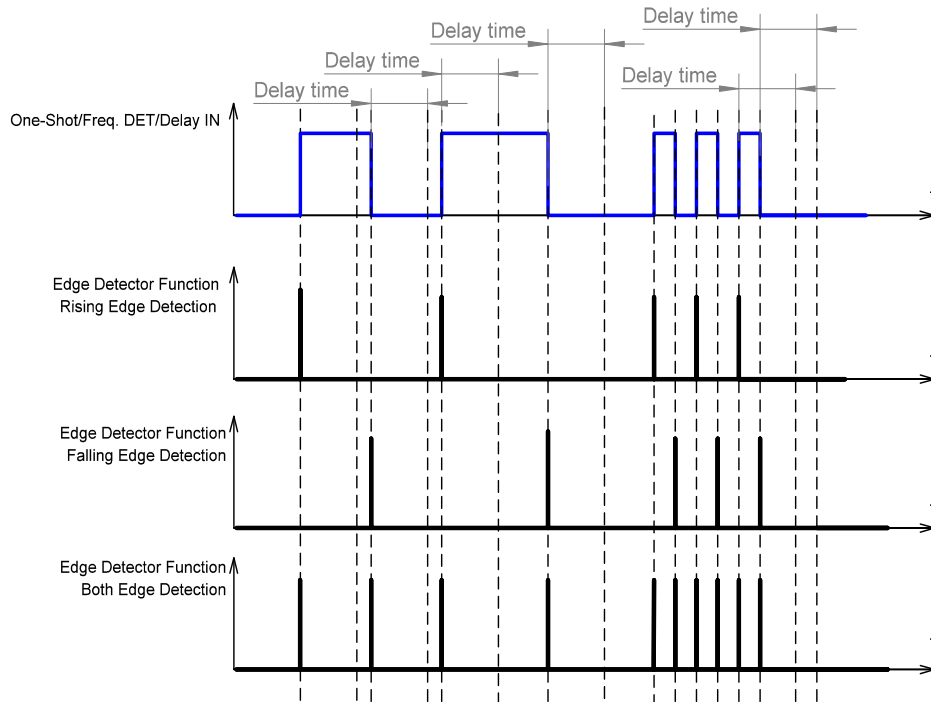 Delay time
Delay time
Delay time
Delay time
Delay time
One-Shot/Freq. DET/Delay IN
Edge Detector Function
Rising Edge Detection
Edge Detector Function
Falling Edge Detection
Edge Detector Function
Both Edge Detection